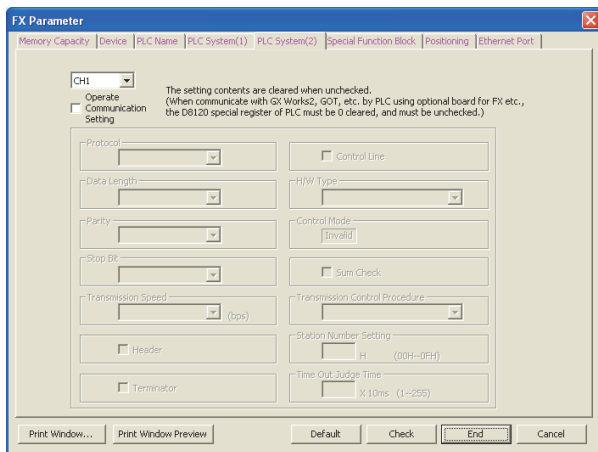 FX Parameter
Memory Capacity Device PLC Name PLC System(1) PLC System(2) Special Function Block Positioning Ethernet Port
CH1
Operate
Communication
Setting
The setting contents are cleared when unchecked.
(When communicate with GX Works2, GOT, etc. by PLC using optional board for FX etc.,
the D8120 special register of PLC must be 0 cleared, and must be unchecked.)
Protocol
Control Line
Data Length
H/W Type
Parity
Control Mode
Invalid
Stop Bit
Sum Check
Transmission Speed
(bps)
Transmission Control Procedure
Header
Station Number Setting
H (00H--0FH)
Terminator
Time Out Judge Time
X 10ms (1--255)
Print Window... Print Window Preview Default Check End Cancel